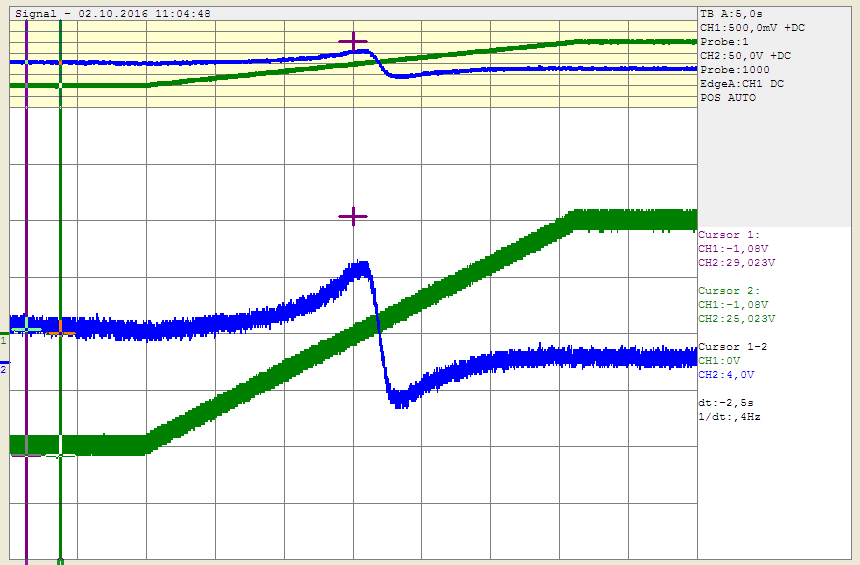 Signal - 02.10.2016 11:04:48
TB A:5,0s
CH1:500,0mV +DC
Probe:1
CH2:50,0V +DC
Probe:1000
EdgeA:CH1 DC
POS AUTO
Cursor 1:
CH1:-1,08V
CH2:29,023V
Cursor 2:
CH1:-1,08V
CH2:25,023V
Cursor 1-2
CH1:0V
CH2:4,0V
dt:-2,5s
1/dt:,4Hz
1
2